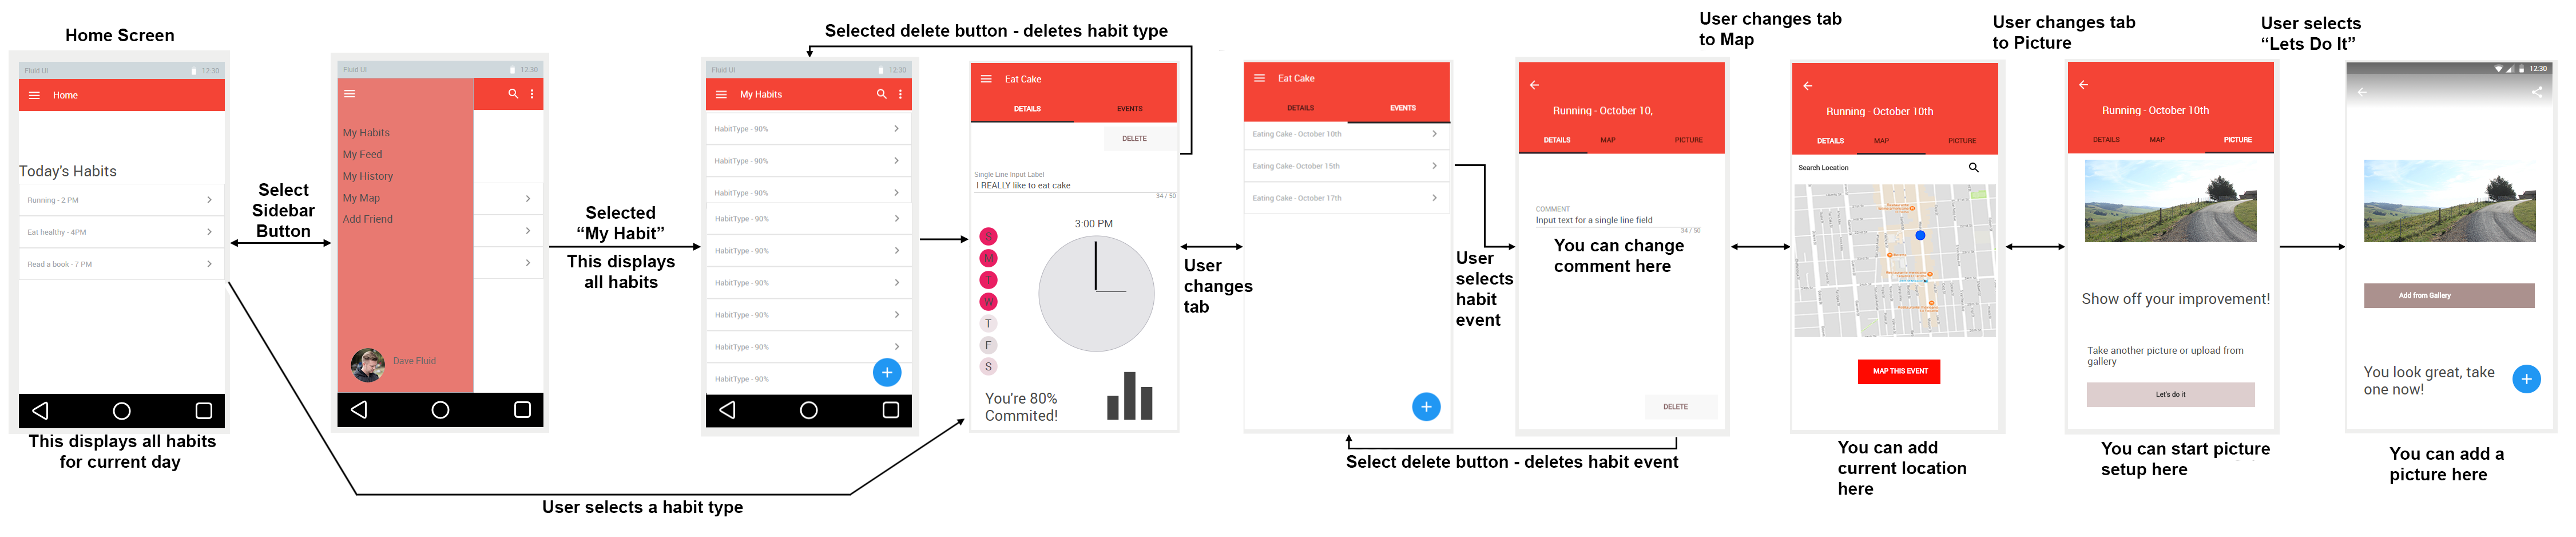 Home Screen
Fluid UI 12:30
Home
Today's Habits
Running - 2 PM
Eat healthy - 4PM
Read a book - 7 PM
This displays all habits
for current day
Select
Sidebar
Button
Fluid UI 12:30
My Habits
My Feed
My History
My Map
Add Friend
Dave Fluid
Selected
“My Habit”
This displays
all habits
Fluid UI 12:30
My Habits
HabitType - 90%
HabitType - 90%
HabitType - 90%
HabitType - 90%
HabitType - 90%
HabitType - 90%
HabitType - 90%
HabitType - 90%
HabitType - 90%
+
Selected delete button - deletes habit type
User selects a habit type
Eat Cake
DETAILS EVENTS
DELETE
Single Line Input Label
I REALLY like to eat cake
34 / 50
3:00 PM
S
M
T
W
T
F
S
You're 80%
Commited!
User
changes
tab
Eat Cake
DETAILS EVENTS
Eating Cake - October 10th
Eating Cake- October 15th
Eating Cake - October 17th
+
User
selects
habit
event
Select delete button - deletes habit event
Running - October 10,
DETAILS MAP PICTURE
COMMENT
Input text for a single line field
34 / 50
You can change
comment here
DELETE
User changes tab
to Map
Running - October 10th
DETAILS MAP PICTURE
Search Location
MAP THIS EVENT
You can add
current location
here
User changes tab
to Picture
Running - October 10th
DETAILS MAP PICTURE
Show off your improvement!
Take another picture or upload from
gallery
Let's do it
You can start picture
setup here
User selects
“Lets Do It”
12:30
Add from Gallery
You look great, take
one now!
+
You can add a
picture here